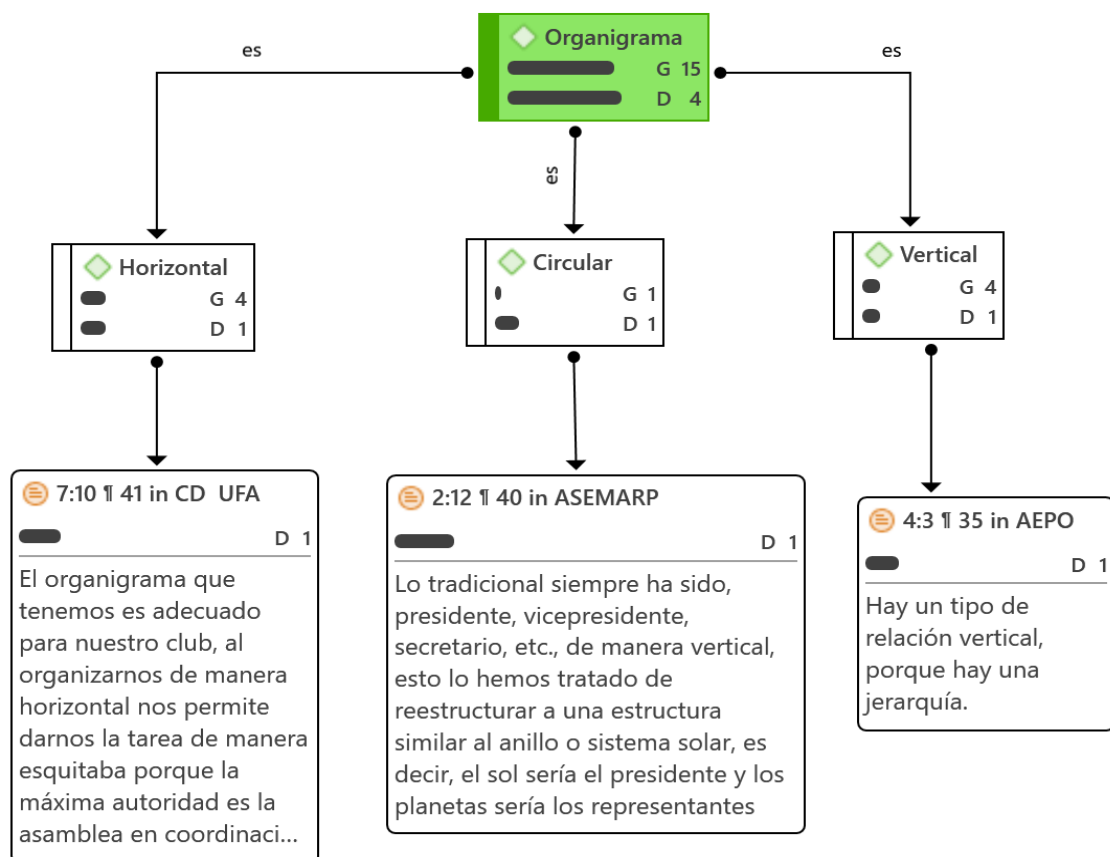 Organigrama
G 15
D 4
es
es
es
Horizontal
G 4
D 1
Circular
G 1
D 1
Vertical
G 4
D 1
7:10 ¶ 41 in CD UFA
D 1
El organigrama que
tenemos es adecuado
para nuestro club, al
organizarnos de manera
horizontal nos permite
darnos la tarea de manera
esquitaba porque la
máxima autoridad es la
asamblea en coordinaci...
2:12 ¶ 40 in ASEMARP
D 1
Lo tradicional siempre ha sido,
presidente, vicepresidente,
secretario, etc., de manera vertical,
esto lo hemos tratado de
reestructurar a una estructura
similar al anillo o sistema solar, es
decir, el sol sería el presidente y los
planetas sería los representantes
4:3 ¶ 35 in AEPO
D 1
Hay un tipo de
relación vertical,
porque hay una
jerarquía.